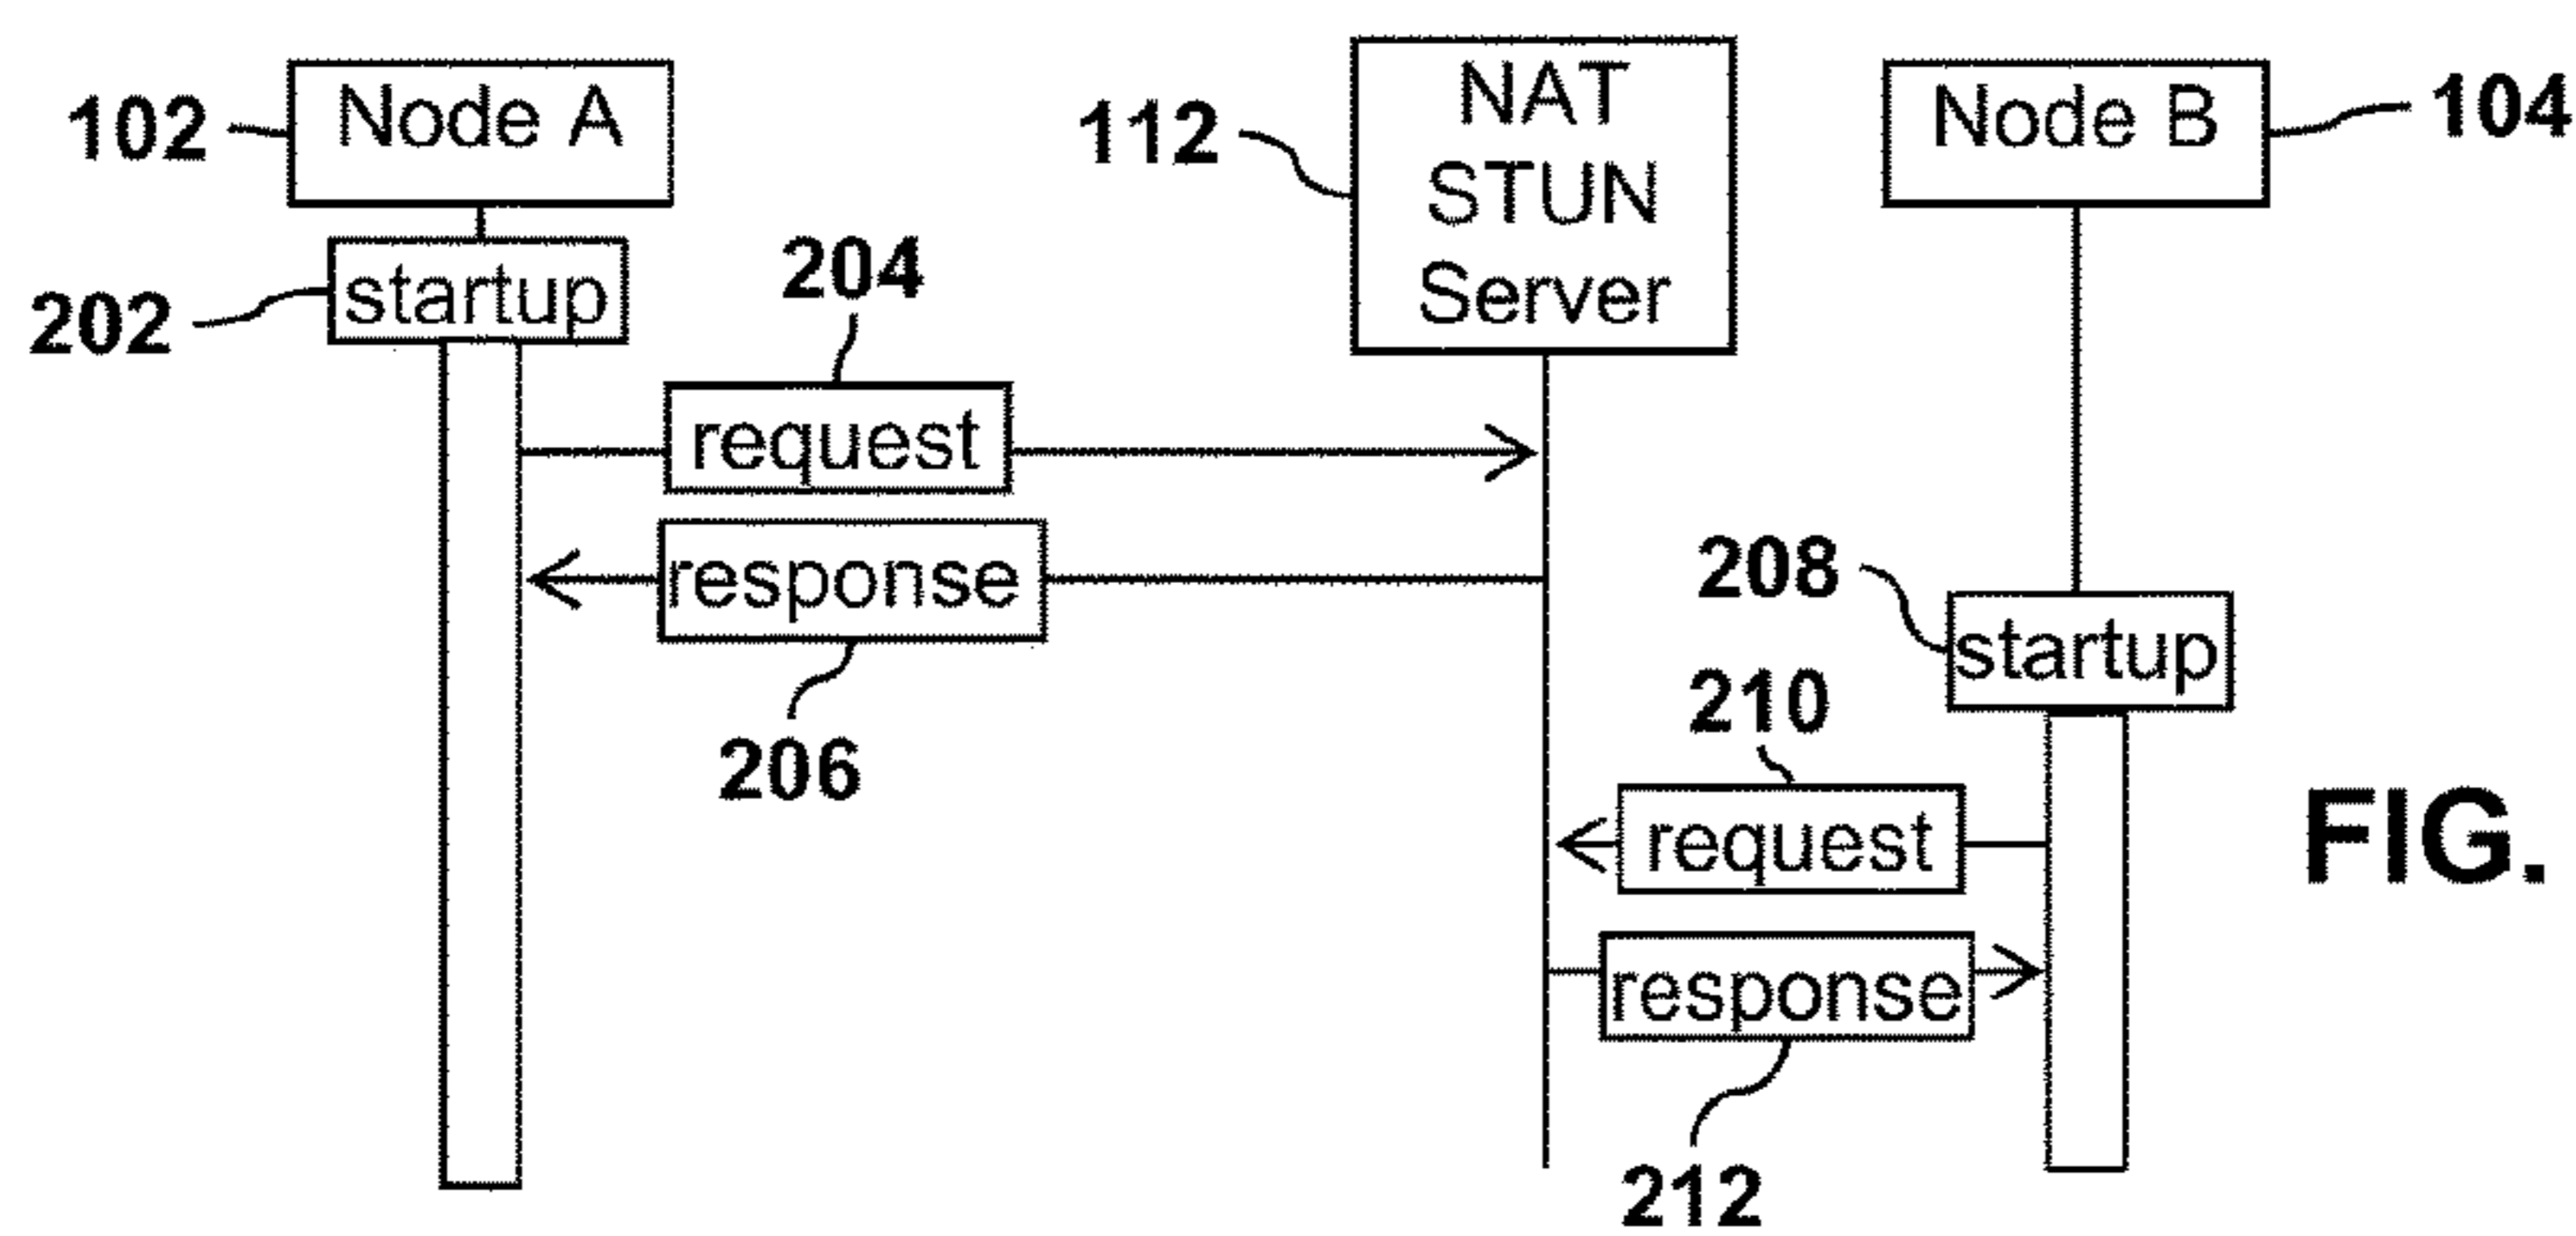 102
Node A
112
NAT
STUN
Server
Node B
104
202
startup
204
request
response
206
208
startup
210
request
response
212
FIG.